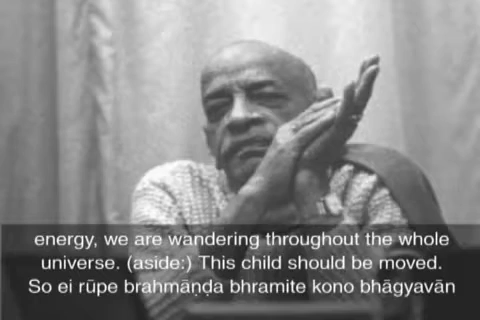 energy, we are wandering throughout the whole
universe. (aside:) This child should be moved.
So ei rūpe brahmāṇḍa bhramite kono bhāgyavān